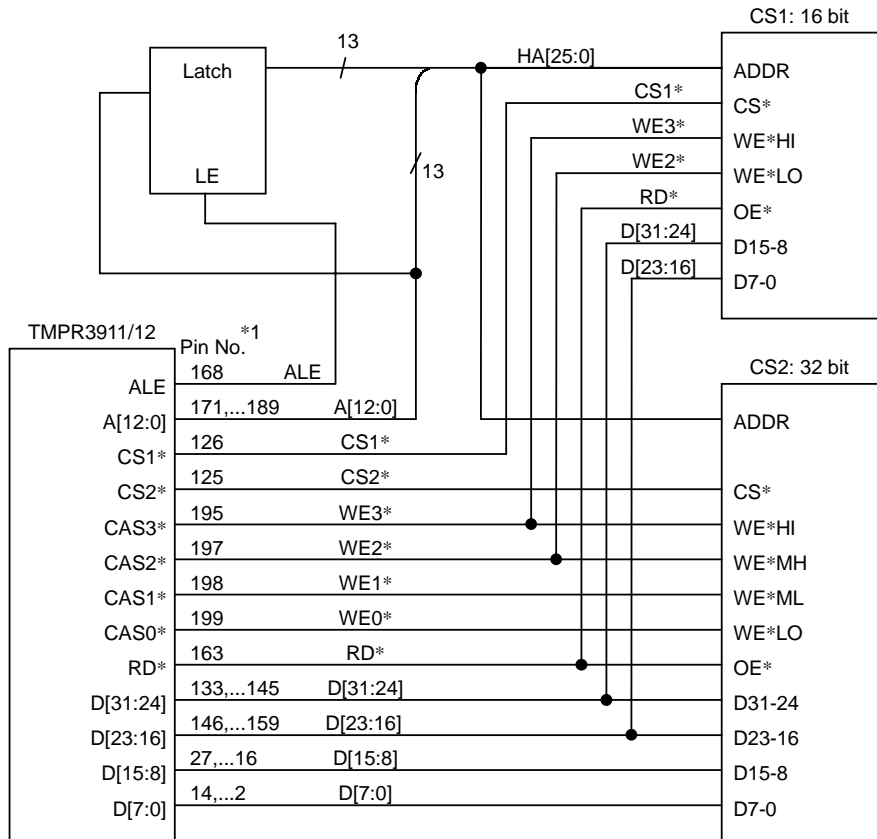 CS1: 16 bit
13
Latch
HA[25:0]
ADDR
CS1*
CS*
WE3*
WE*HI
WE2*
WE*LO
13
LE
RD*
OE*
D[31:24]
D15-8
D[23:16]
D7-0
TMPR3911/12
Pin No.*1
CS2: 32 bit
ALE 168 ALE
A[12:0] 171,...189 A[12:0] ADDR
CS1* 126 CS1*
CS2* 125 CS2* CS*
CAS3* 195 WE3* WE*HI
CAS2* 197 WE2* WE*MH
CAS1* 198 WE1* WE*ML
CAS0* 199 WE0* WE*LO
RD* 163 RD* OE*
D[31:24] 133,...145 D[31:24] D31-24
D[23:16] 146,...159 D[23:16] D23-16
D[15:8] 27,...16 D[15:8] D15-8
D[7:0] 14,...2 D[7:0] D7-0